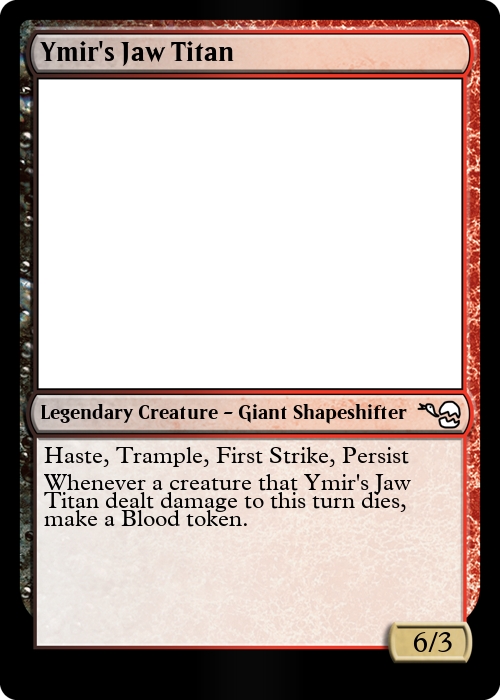 Ymir's Jaw Titan
Legendary Creature – Giant Shapeshifter
Haste, Trample, First Strike, Persist
Whenever a creature that Ymir's Jaw
Titan dealt damage to this turn dies,
make a Blood token.
6/3